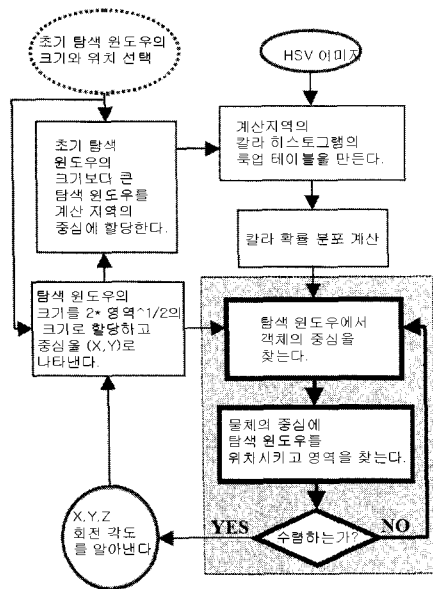 초기 탐색 윈도우의
크기와 위치 선택
HSV 이미지
초기 탐색
윈도우의
크기보다 큰
탐색 윈도우를
계산 지역의
중심에 할당한다.
계산지역의
칼라 히스토그램의
룩업 테이블을 만든다.
칼라 확률 분포 계산
탐색 윈도우의
크기를 2* 영역^1/2의
크기로 할당하고
중심을 (X,Y)로
나타낸다.
탐색 윈도우에서
객체의 중심을
찾는다.
물체의 중심에
탐색 윈도우를
위치시키고 영역을 찾는다.
X,Y,Z
회전 각도
를 알아낸다.
YES
수렴하는가?
NO